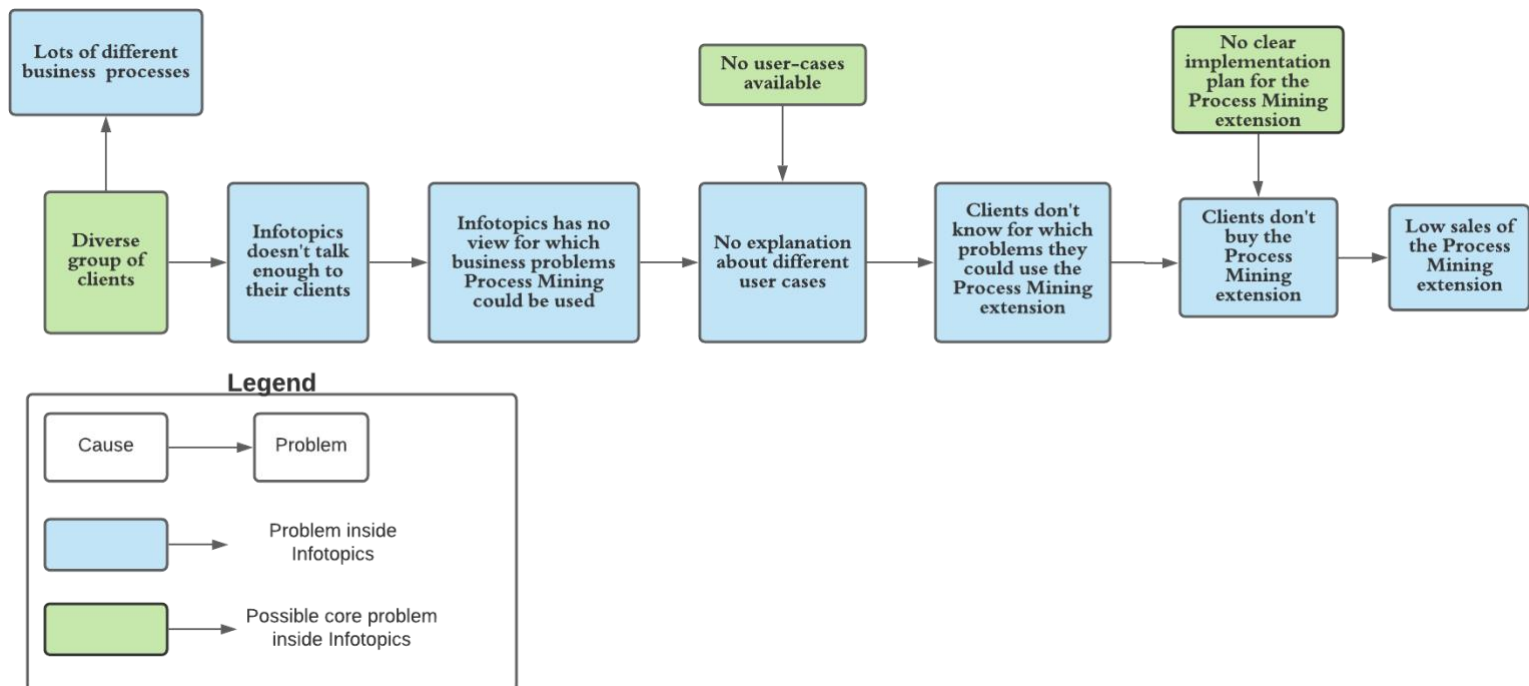 Lots of different
business processes
No user-cases
available
No clear
implementation
plan for the
Process Mining
extension
Diverse
group of
clients
Infotopics
doesn't talk
enough to
their clients
Infotopics has no
view for which
business problems
Process Mining
could be used
No explanation
about different
user cases
Clients don't
know for which
problems they
could use the
Process Mining
extension
Clients don't
buy the
Process
Mining
extension
Low sales of
the Process
Mining
extension
Legend
Cause
Problem
Problem inside
Infotopics
Possible core problem
inside Infotopics